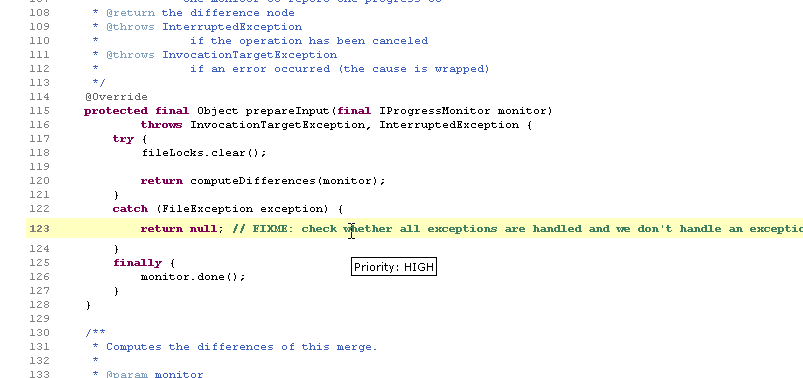 108 * @return the difference node
109 * @throws InterruptedException
110 * if the operation has been canceled
111 * @throws InvocationTargetException
112 * if an error occurred (the cause is wrapped)
113 */
114 @Override
115 protected final Object prepareInput(final IProgressMonitor monitor)
116 throws InvocationTargetException, InterruptedException {
117 try {
118 fileLocks.clear();
119
120 return computeDifferences(monitor);
121 }
122 catch (FileException exception) {
123 return null; // FIXME: check whether all exceptions are handled and we don't handle an
124 }
Priority: HIGH
125 finally {
126 monitor.done();
127 }
128 }
129
130 /**
131 * Computes the differences of this merge.
132 *
133 * @param monitor